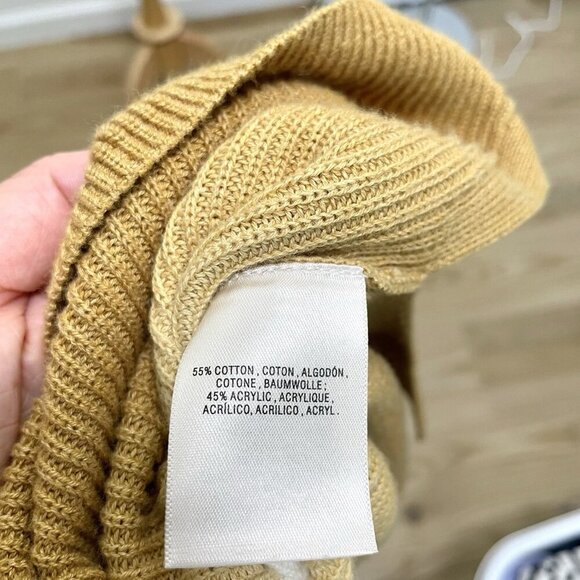 55% COTTON, COTON, ALGODÓN,
COTONE, BAUMWOLLE;
45% ACRYLIC, ACRYLIQUE,
ACRÍLICO, ACRILICO, ACRYL.